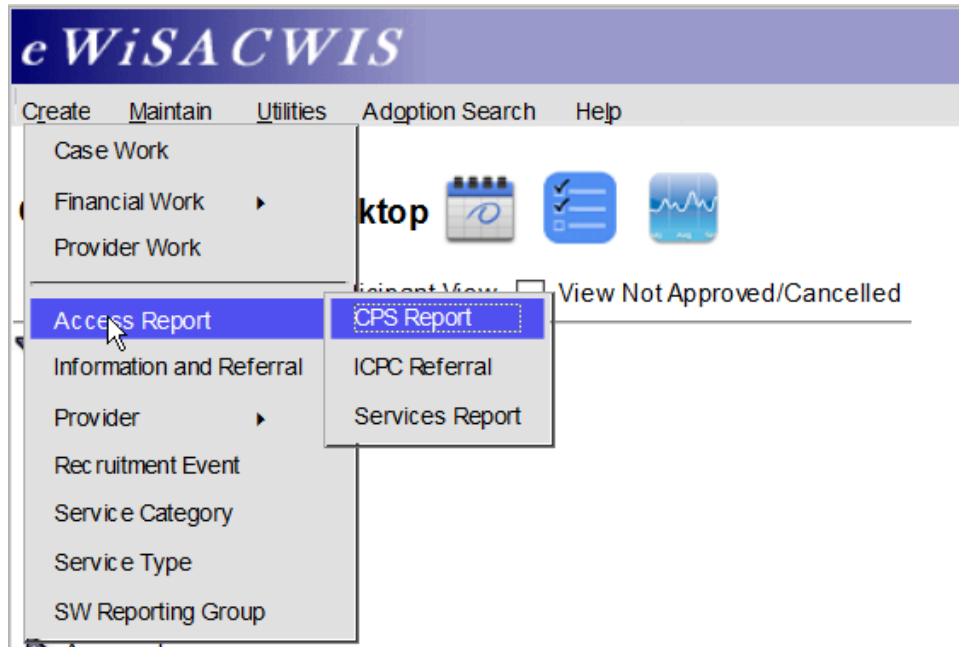 eWiSACWIS
Create Maintain Utilities Adoption Search Help
Case Work
Financial Work
ktop
Provider Work
View Not Approved/Cancelled
Access Report
CPS Report
Information and Referral
ICPC Referral
Provider
Services Report
Recruitment Event
Service Category
Service Type
SW Reporting Group